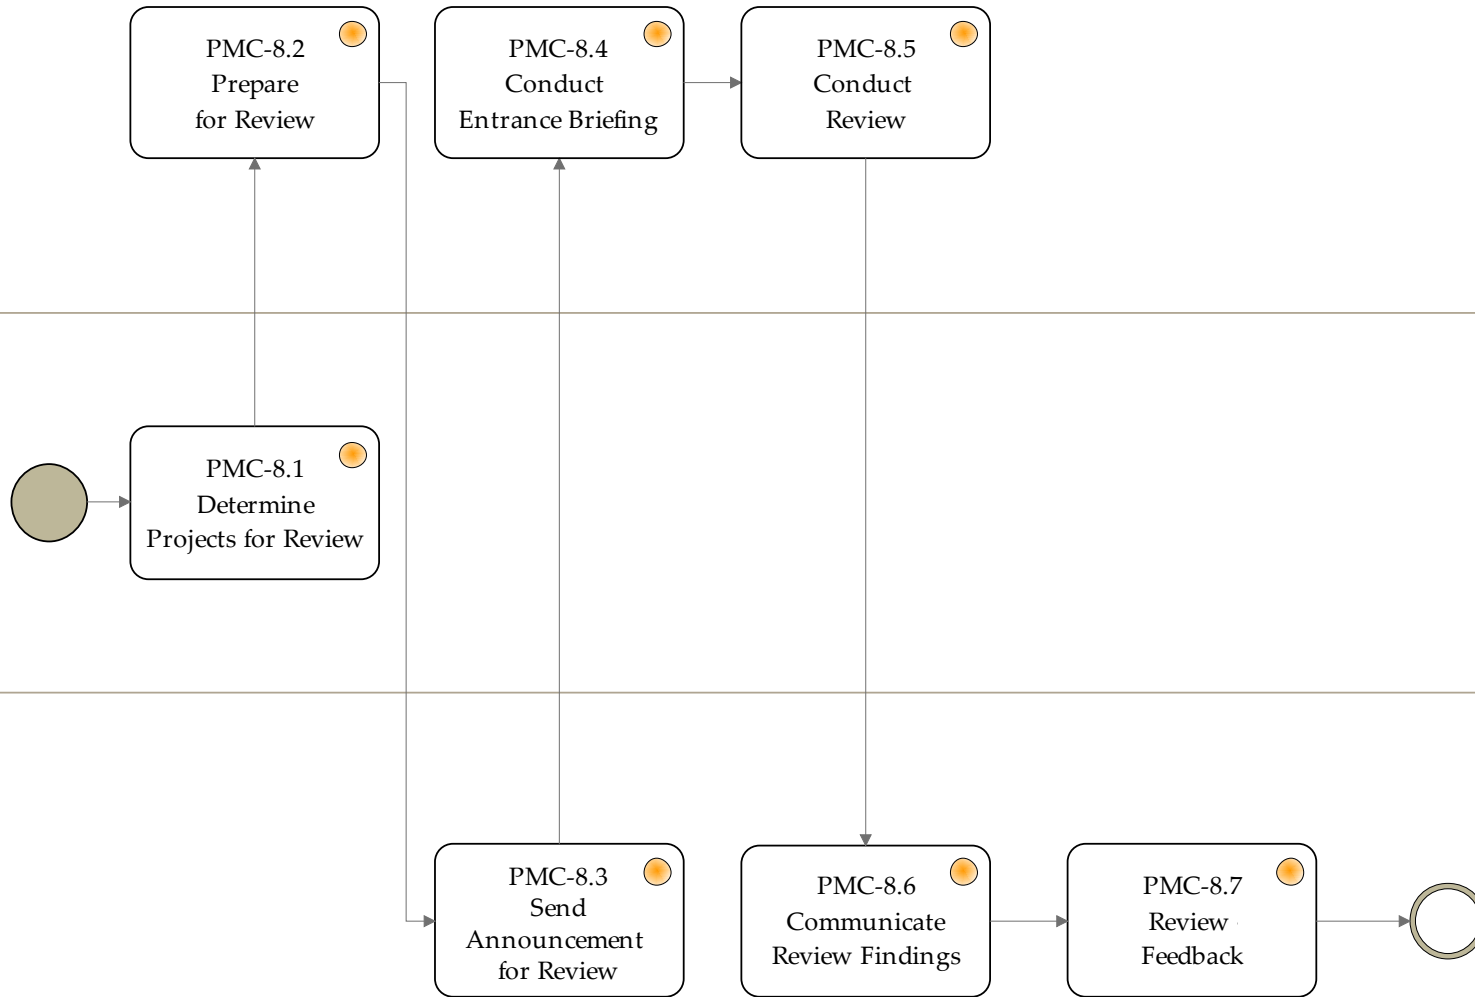 PMC-8.2
Prepare
for Review
PMC-8.4
Conduct
Entrance Briefing
PMC-8.5
Conduct
Review
PMC-8.1
Determine
Projects for Review
PMC-8.3
Send
Announcement
for Review
PMC-8.6
Communicate
Review Findings
PMC-8.7
Review
Feedback